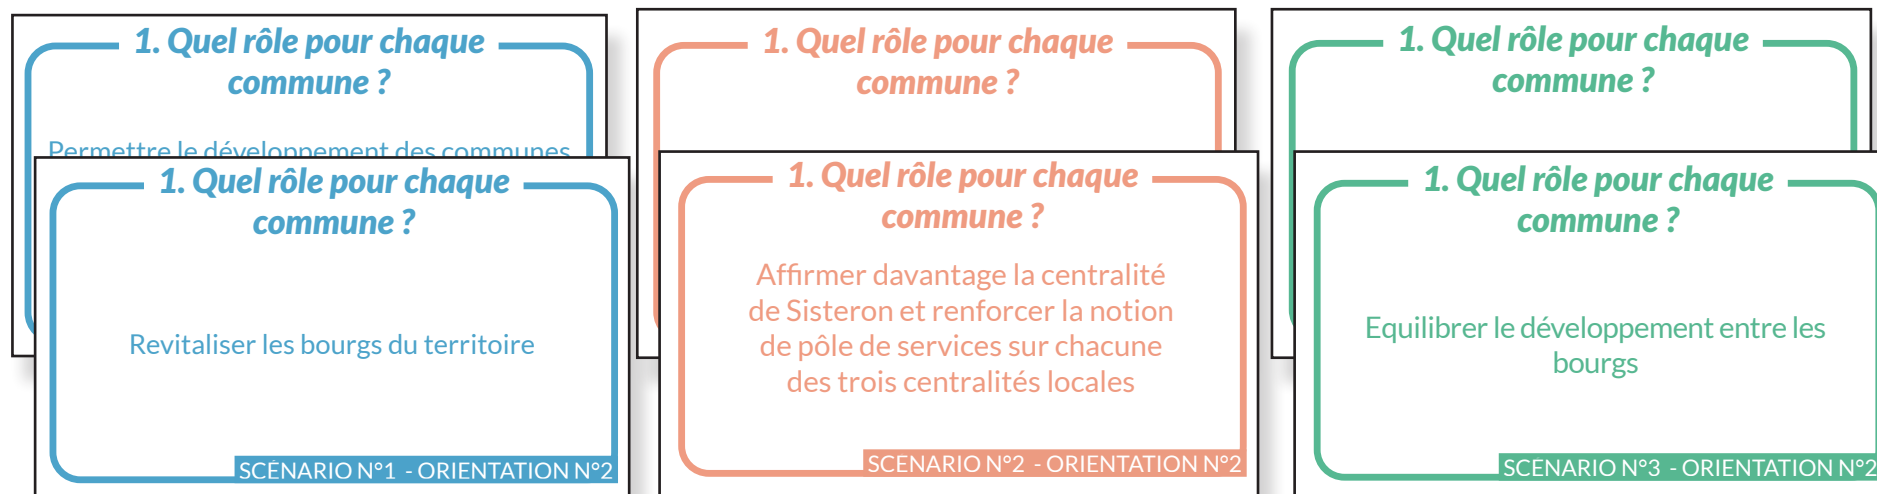 1. Quel rôle pour chaque
commune ?
Permettre le développement des communes
1. Quel rôle pour chaque
commune ?
Revitaliser les bourgs du territoire
SCÉNARIO N°1 - ORIENTATION N°2
1. Quel rôle pour chaque
commune ?
1. Quel rôle pour chaque
commune ?
Affirmer davantage la centralité
de Sisteron et renforcer la notion
de pôle de services sur chacune
des trois centralités locales
SCENARIO N°2 - ORIENTATION N°2
1. Quel rôle pour chaque
commune ?
1. Quel rôle pour chaque
commune ?
Equilibrer le développement entre les
bourgs
SCENARIO N°3 - ORIENTATION N°2